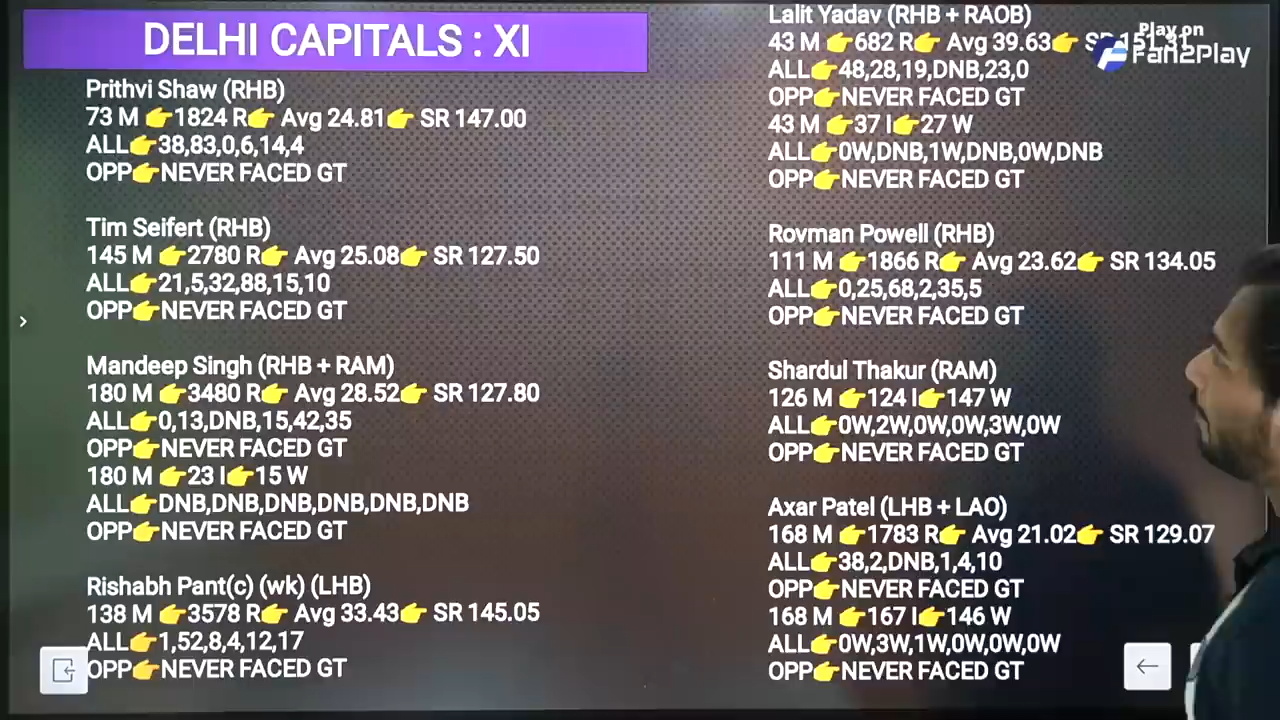 DELHI CAPITALS : XI
Prithvi Shaw (RHB)
73 M 👉1824 R👉 Avg 24.81👉 SR 147.00
ALL👉38,83,0,6,14,4
OPP👉NEVER FACED GT
Tim Seifert (RHB)
145 M 👉2780 R👉 Avg 25.08👉 SR 127.50
ALL👉21,5,32,88,15,10
OPP👉NEVER FACED GT
Mandeep Singh (RHB + RAM)
180 M 👉3480 R👉 Avg 28.52👉 SR 127.80
ALL👉0,13,DNB,15,42,35
OPP👉NEVER FACED GT
180 M 👉23 I👉15 W
ALL👉DNB,DNB,DNB,DNB,DNB,DNB
OPP👉NEVER FACED GT
Rishabh Pant(c) (wk) (LHB)
138 M 👉3578 R👉 Avg 33.43👉 SR 145.05
ALL👉1,52,8,4,12,17
OPP👉NEVER FACED GT
Lalit Yadav (RHB + RAOB)
43 M 👉682 R👉 Avg 39.63👉 SR 151.31
ALL👉48,28,19,DNB,23,0
OPP👉NEVER FACED GT
43 M 👉37 I👉27 W
ALL👉0W,DNB,1W,DNB,0W,DNB
OPP👉NEVER FACED GT
Rovman Powell (RHB)
111 M 👉1866 R👉 Avg 23.62👉 SR 134.05
ALL👉0,25,68,2,35,5
OPP👉NEVER FACED GT
Shardul Thakur (RAM)
126 M 👉124 I👉147 W
ALL👉0W,2W,0W,0W,3W,0W
OPP👉NEVER FACED GT
Axar Patel (LHB + LAO)
168 M 👉1783 R👉 Avg 21.02👉 SR 129.07
ALL👉38,2,DNB,1,4,10
OPP👉NEVER FACED GT
168 M 👉167 I👉146 W
ALL👉0W,3W,1W,0W,0W,0W
OPP👉NEVER FACED GT
Play on
Fan2Play